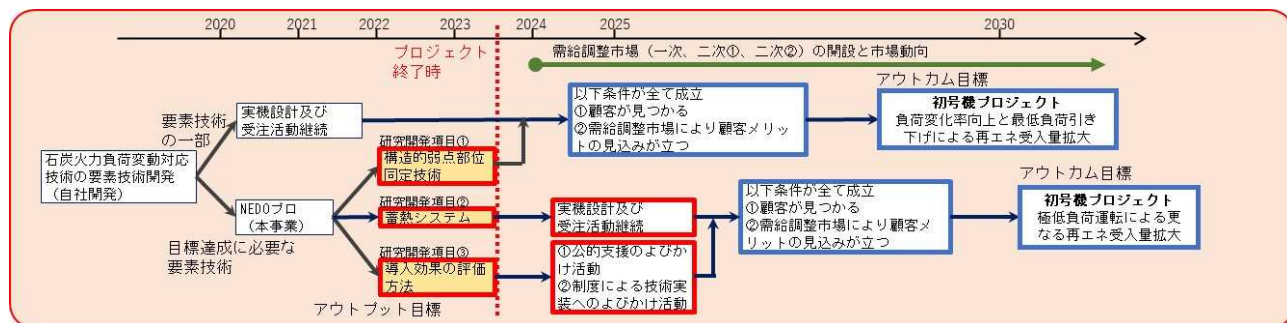 2020
2021
2022
2023
2024
2025
2030
プロジェクト
終了時
需給調整市場（一次、二次①、二次②）の開設と市場動向
要素技術
の一部
実機設計及び
受注活動継続
以下条件が全て成立
①顧客が見つかる
②需給調整市場により顧客メリッ
トの見込みが立つ
アウトカム目標
初号機プロジェクト
負荷変化率向上と最低負荷引き
下げによる再エネ受入量拡大
石炭火力負荷変動対応
技術の要素技術開発
（自社開発）
研究開発項目①
構造的弱点部位
同定技術
NEDOプロ
（本事業）
目標達成に必要な
要素技術
研究開発項目②
蓄熱システム
実機設計及び
受注活動継続
以下条件が全て成立
①顧客が見つかる
②需給調整市場により顧客メ
リットの見込みが立つ
アウトカム目標
初号機プロジェクト
極低負荷運転による更
なる再エネ受入量拡大
研究開発項目③
導入効果の評価
方法
①公的支援のよびか
け活動
②制度による技術実
装へのよびかけ活動
アウトプット目標